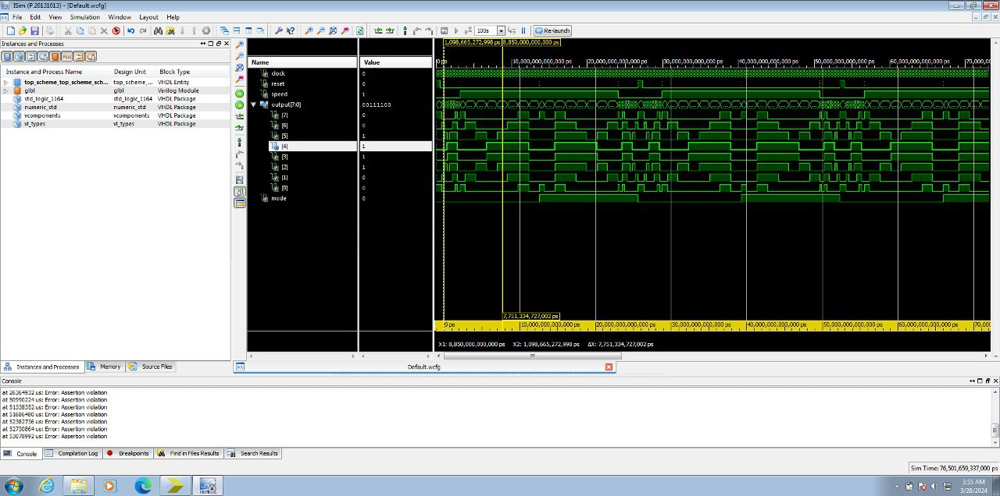 ISim (P.20131013) - [Default.wcfg]
File Edit View Simulation Window Layout Help
100s Re-launch
Instances and Processes
Instance and Process Name Design Unit Block Type
top_scheme_top_scheme_sch... top_scheme_... VHDL Entity
glbl glbl Verilog Module
std_logic_1164 std_logic_1164 VHDL Package
numeric_std numeric_std VHDL Package
vcomponents vcomponents VHDL Package
vl_types vl_types VHDL Package
Instances and Processes Memory Source Files
Name Value
clock 0
reset 0
speed 1
output[7:0] 00111100
[7] 0
[6] 0
[5] 1
[4] 1
[3] 1
[2] 1
[1] 0
[0] 0
mode 0
1,098,665,272,998 ps 8,850,000,000,000 ps
0 ps 10,000,000,000,000 ps 20,000,000,000,000 ps 30,000,000,000,000 ps 40,000,000,000,000 ps 50,000,000,000,000 ps 60,000,000,000,000 ps 70,000,
7,751,334,727,002 ps
0 ps 10,000,000,000,000 ps 20,000,000,000,000 ps 30,000,000,000,000 ps 40,000,000,000,000 ps 50,000,000,000,000 ps 60,000,000,000,000 ps 70,000
X1: 8,850,000,000,000 ps X2: 1,098,665,272,998 ps ΔX: 7,751,334,727,002 ps
Default.wcfg
Console
at 26364932 us: Error: Assertion violation
at 50990224 us: Error: Assertion violation
at 51338352 us: Error: Assertion violation
at 51686480 us: Error: Assertion violation
at 52382736 us: Error: Assertion violation
at 52730864 us: Error: Assertion violation
at 53078992 us: Error: Assertion violation
Console Compilation Log Breakpoints Find in Files Results Search Results
Sim Time: 76,501,659,337,000 ps
3:55 AM
3/28/2024